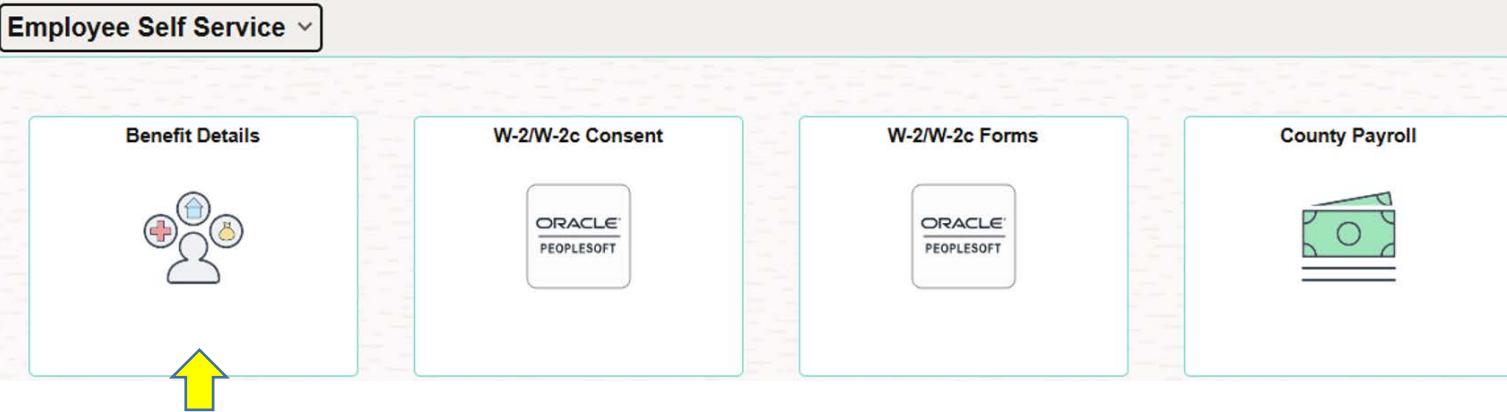 Employee Self Service
Benefit Details
W-2/W-2c Consent
W-2/W-2c Forms
County Payroll
ORACLE
PEOPLESOFT
ORACLE
PEOPLESOFT